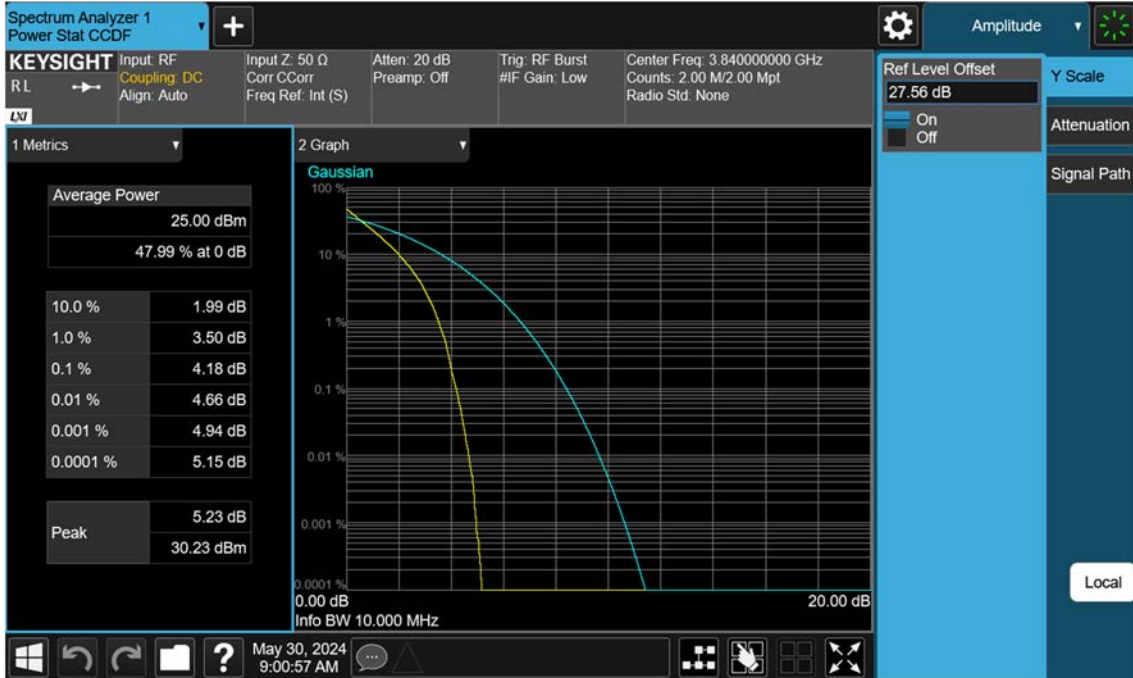 Spectrum Analyzer 1
Power Stat CCDF
+
Amplitude
KEYSIGHT
R L
LXI
Input: RF
Coupling: DC
Align: Auto
Input Z: 50 Ω
Corr CCorr
Freq Ref: Int (S)
Atten: 20 dB
Preamp: Off
Trig: RF Burst
#IF Gain: Low
Center Freq: 3.840000000 GHz
Counts: 2.00 M/2.00 Mpt
Radio Std: None
Ref Level Offset
27.56 dB
On
Off
Y Scale
Attenuation
Signal Path
Local
1 Metrics
Average Power
25.00 dBm
47.99 % at 0 dB
10.0 % 1.99 dB
1.0 % 3.50 dB
0.1 % 4.18 dB
0.01 % 4.66 dB
0.001 % 4.94 dB
0.0001 % 5.15 dB
Peak
5.23 dB
30.23 dBm
2 Graph
Gaussian
100 %
10 %
1 %
0.1 %
0.01 %
0.001 %
0.0001 %
0.00 dB 20.00 dB
Info BW 10.000 MHz
?
May 30, 2024
9:00:57 AM